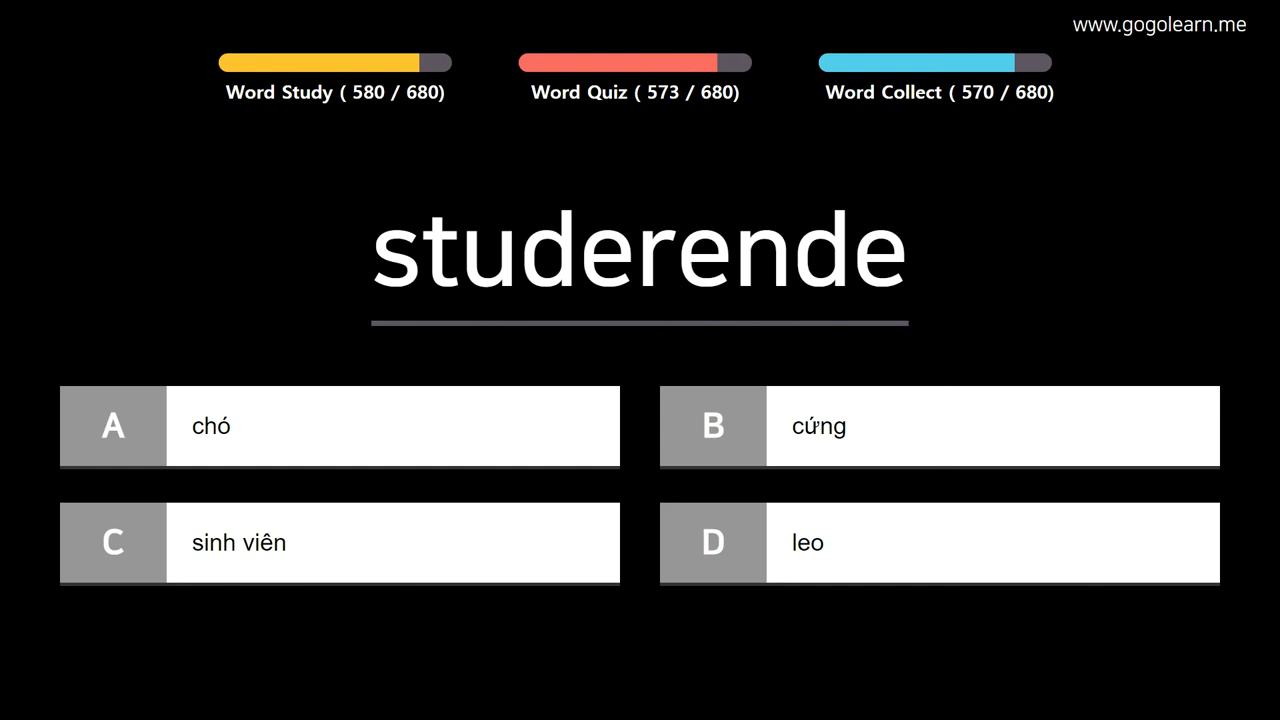 www.gogolearn.me
Word Study ( 580 / 680)
Word Quiz ( 573 / 680)
Word Collect ( 570 / 680)
studerende
A chó
B cứng
C sinh viên
D leo